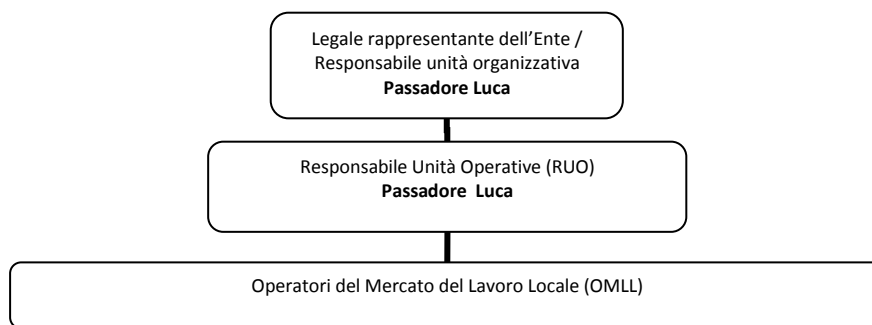 Legale rappresentante dell’Ente /
Responsabile unità organizzativa
Passadore Luca
Responsabile Unità Operative (RUO)
Passadore Luca
Operatori del Mercato del Lavoro Locale (OMLL)